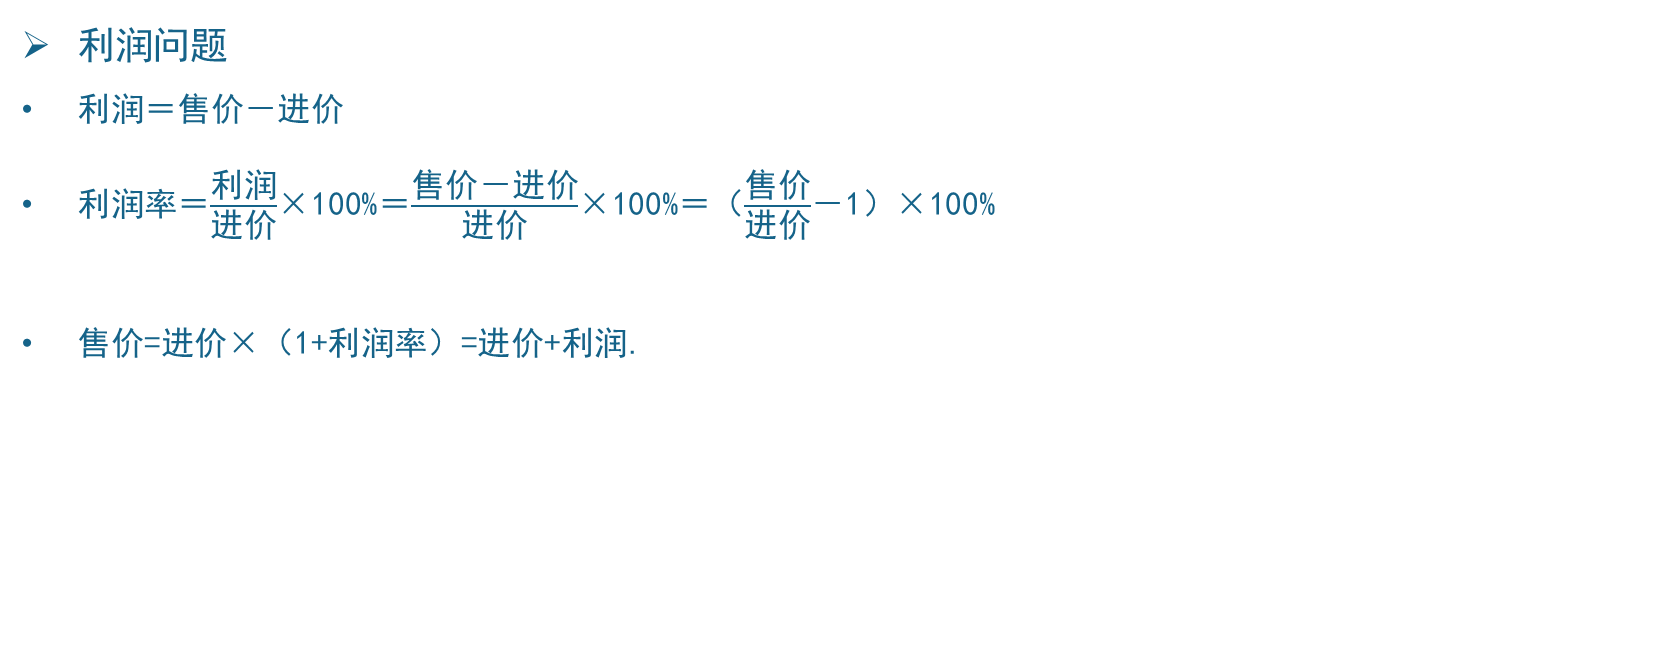 ➢ 利润问题
• 利润＝售价－进价
• 利润率＝利润/进价×100%＝售价－进价/进价×100%＝（售价/进价－1）×100%
• 售价=进价×（1+利润率）=进价+利润.